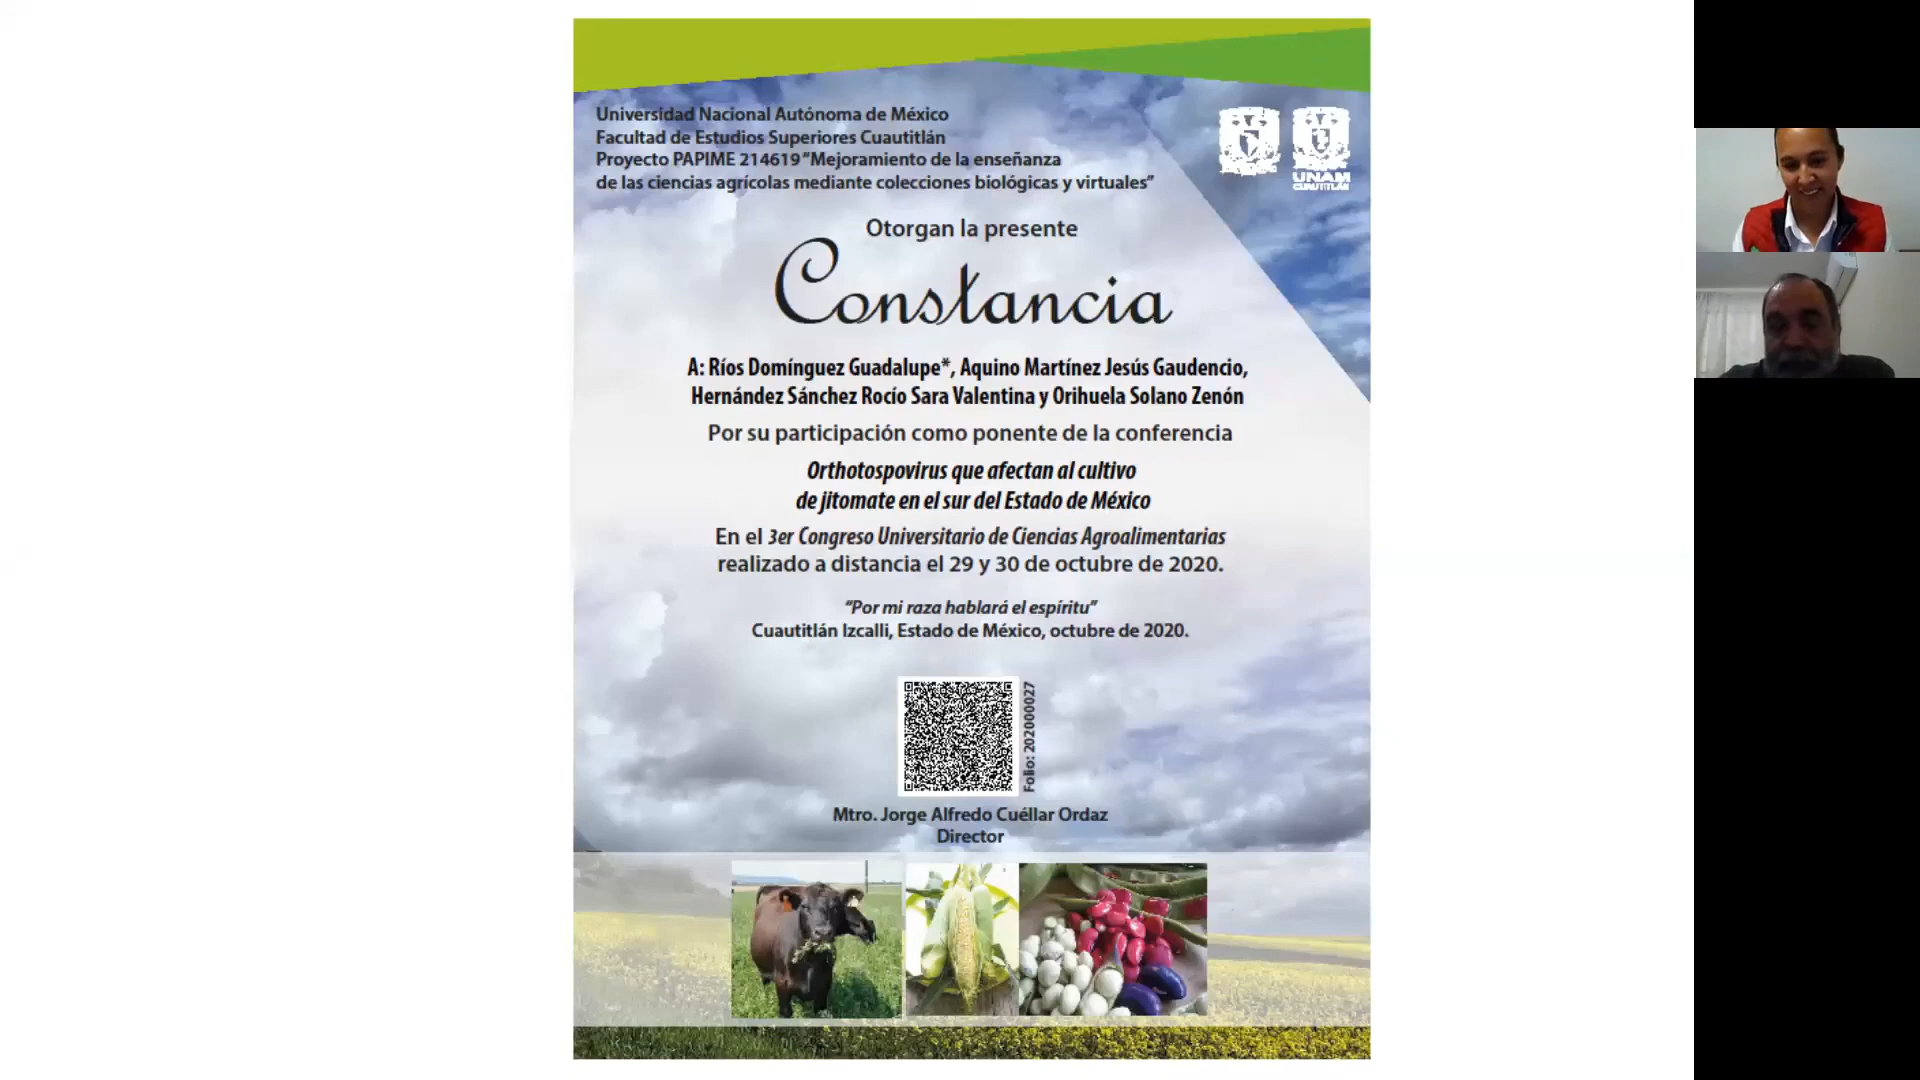 Universidad Nacional Autónoma de México
Facultad de Estudios Superiores Cuautitlán
Proyecto PAPIME 214619 “Mejoramiento de la enseñanza
de las ciencias agrícolas mediante colecciones biológicas y virtuales”
UNAM
CUAUTITLÁN
Otorgan la presente
Constancia
A: Ríos Domínguez Guadalupe*, Aquino Martínez Jesús Gaudencio,
Hernández Sánchez Rocío Sara Valentina y Orihuela Solano Zenón
Por su participación como ponente de la conferencia
Orthotospovirus que afectan al cultivo
de jitomate en el sur del Estado de México
En el 3er Congreso Universitario de Ciencias Agroalimentarias
realizado a distancia el 29 y 30 de octubre de 2020.
“Por mi raza hablará el espíritu”
Cuautitlán Izcalli, Estado de México, octubre de 2020.
Folio: 202000027
Mtro. Jorge Alfredo Cuéllar Ordaz
Director